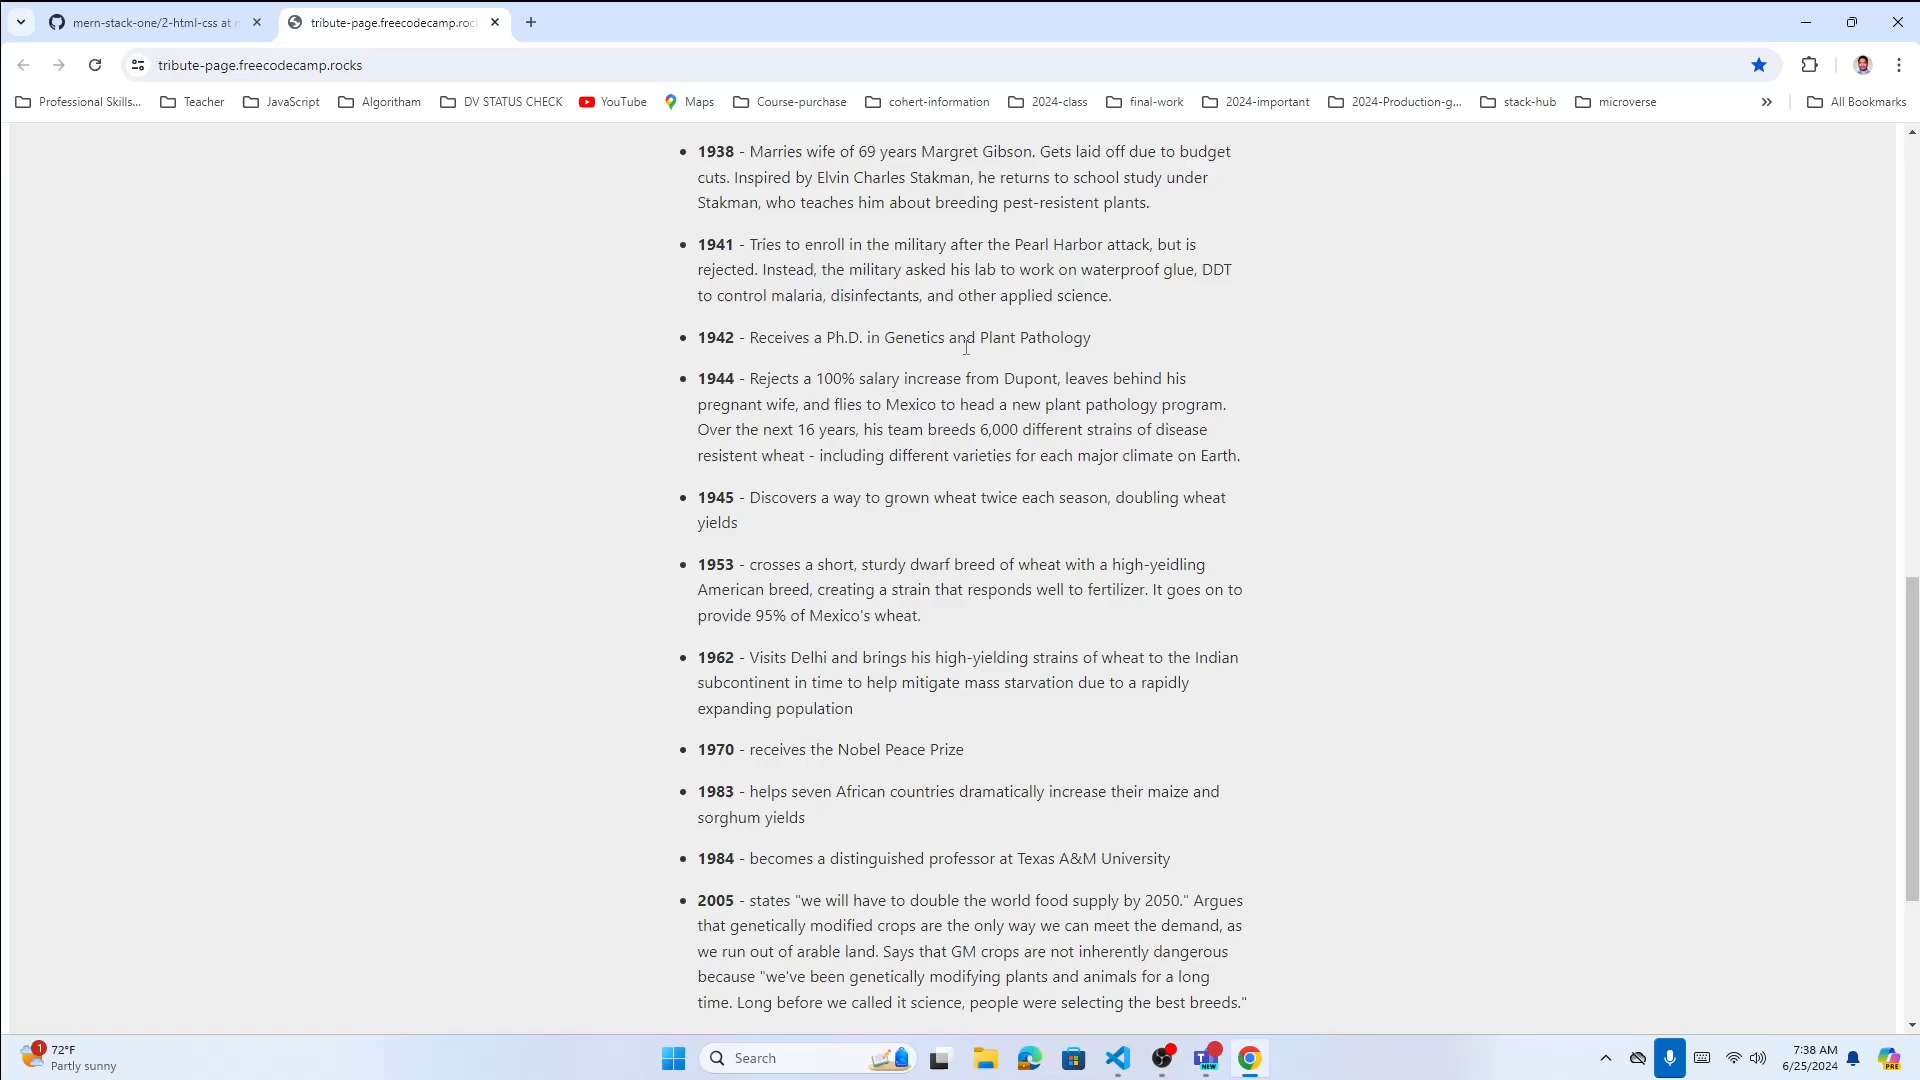 mern-stack-one/2-html-css at
tribute-page.freecodecamp.roc
tribute-page.freecodecamp.rocks
Professional Skills...
Teacher
JavaScript
Algoritham
DV STATUS CHECK
YouTube
Maps
Course-purchase
cohert-information
2024-class
final-work
2024-important
2024-Production-g...
stack-hub
microverse
All Bookmarks
1938 - Marries wife of 69 years Margret Gibson. Gets laid off due to budget
cuts. Inspired by Elvin Charles Stakman, he returns to school study under
Stakman, who teaches him about breeding pest-resistent plants.
1941 - Tries to enroll in the military after the Pearl Harbor attack, but is
rejected. Instead, the military asked his lab to work on waterproof glue, DDT
to control malaria, disinfectants, and other applied science.
1942 - Receives a Ph.D. in Genetics and Plant Pathology
1944 - Rejects a 100% salary increase from Dupont, leaves behind his
pregnant wife, and flies to Mexico to head a new plant pathology program.
Over the next 16 years, his team breeds 6,000 different strains of disease
resistent wheat - including different varieties for each major climate on Earth.
1945 - Discovers a way to grown wheat twice each season, doubling wheat
yields
1953 - crosses a short, sturdy dwarf breed of wheat with a high-yeidling
American breed, creating a strain that responds well to fertilizer. It goes on to
provide 95% of Mexico's wheat.
1962 - Visits Delhi and brings his high-yielding strains of wheat to the Indian
subcontinent in time to help mitigate mass starvation due to a rapidly
expanding population
1970 - receives the Nobel Peace Prize
1983 - helps seven African countries dramatically increase their maize and
sorghum yields
1984 - becomes a distinguished professor at Texas A&M University
2005 - states "we will have to double the world food supply by 2050." Argues
that genetically modified crops are the only way we can meet the demand, as
we run out of arable land. Says that GM crops are not inherently dangerous
because "we've been genetically modifying plants and animals for a long
time. Long before we called it science, people were selecting the best breeds."
1
72°F
Partly sunny
Search
NEW
7:38 AM
6/25/2024
PRE